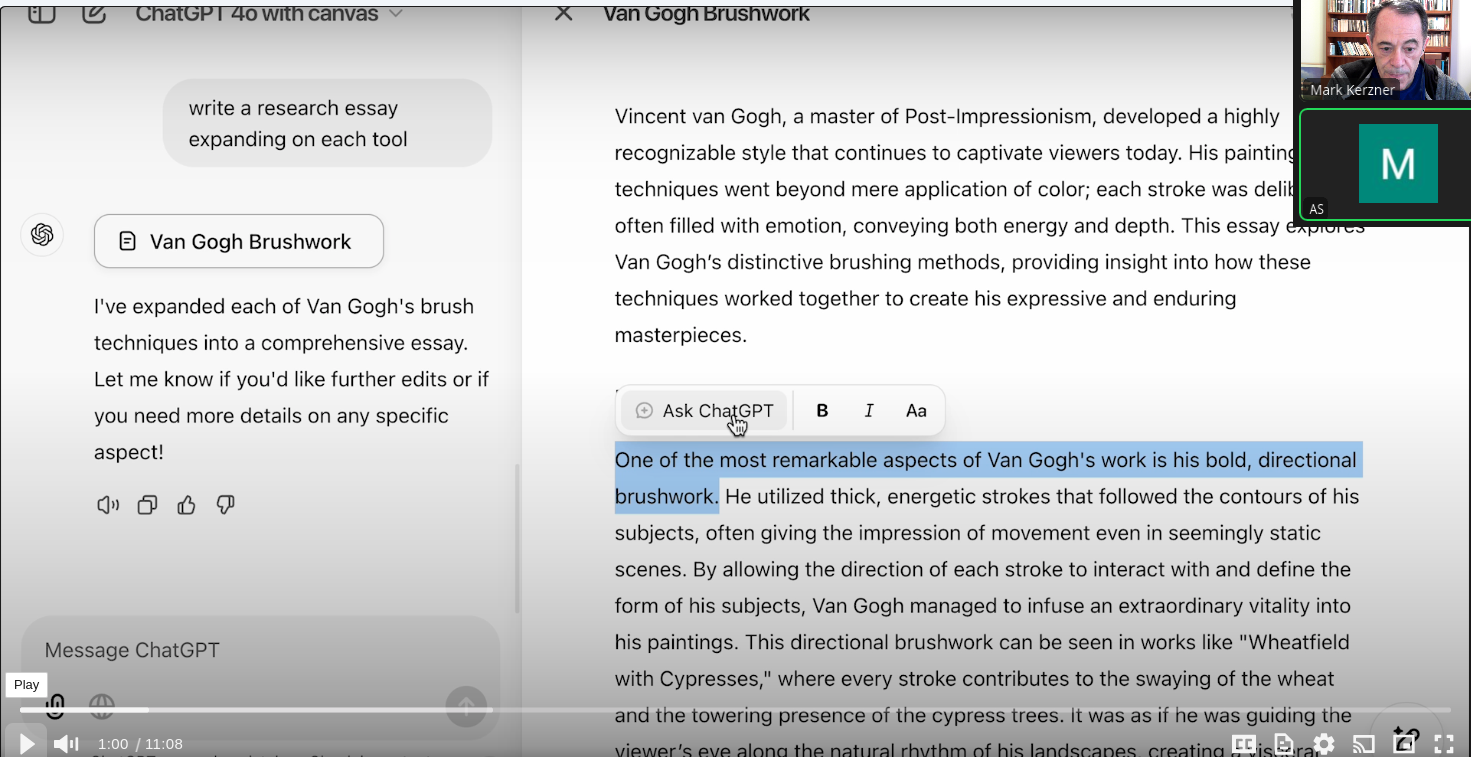 ChatGPT 4o with canvas
Van Gogh Brushwork
Mark Kerzner
M
AS
write a research essay
expanding on each tool
Van Gogh Brushwork
I've expanded each of Van Gogh's brush
techniques into a comprehensive essay.
Let me know if you'd like further edits or if
you need more details on any specific
aspect!
Message ChatGPT
Play
1:00 / 11:08
Vincent van Gogh, a master of Post-Impressionism, developed a highly
recognizable style that continues to captivate viewers today. His painting
techniques went beyond mere application of color; each stroke was
often filled with emotion, conveying both energy and depth. This essay explores
Van Gogh's distinctive brushing methods, providing insight into how these
techniques worked together to create his expressive and enduring
masterpieces.
Ask ChatGPT B I Aa
One of the most remarkable aspects of Van Gogh's work is his bold, directional
brushwork. He utilized thick, energetic strokes that followed the contours of his
subjects, often giving the impression of movement even in seemingly static
scenes. By allowing the direction of each stroke to interact with and define the
form of his subjects, Van Gogh managed to infuse an extraordinary vitality into
his paintings. This directional brushwork can be seen in works like "Wheatfield
with Cypresses," where every stroke contributes to the swaying of the wheat
and the towering presence of the cypress trees. It was as if he was guiding the
viewer's eye along the natural rhythm of his landscapes, creating a visceral
CC